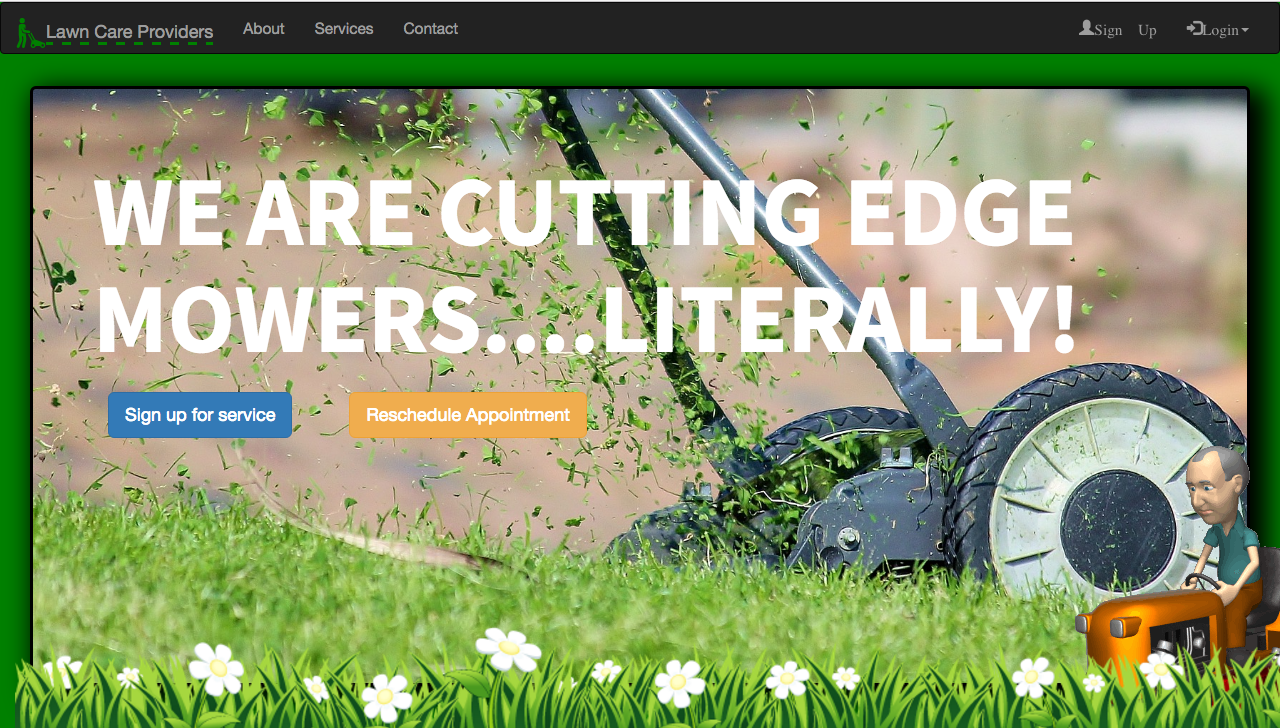 Lawn Care Providers About Services Contact Sign Up Login
WE ARE CUTTING EDGE
MOWERS....LITERALLY!
Sign up for service Reschedule Appointment